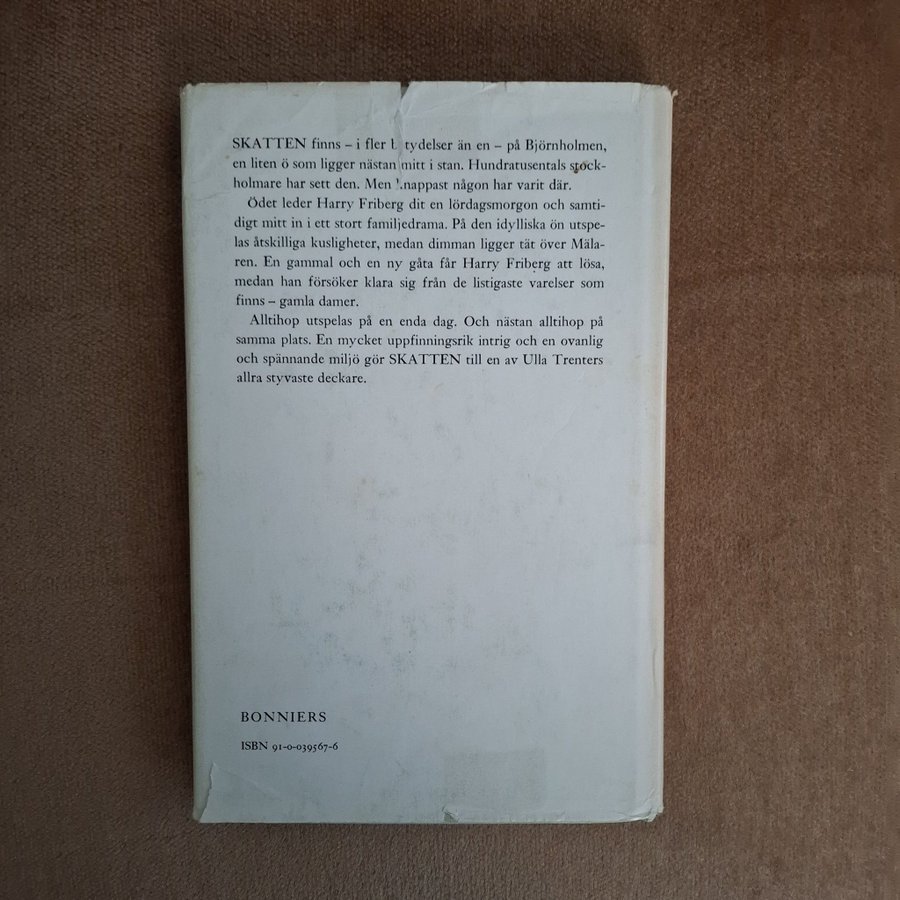 SKATTEN finns – i fler b tydelser än en – på Björnholmen,
en liten ö som ligger nästan mitt i stan. Hundratusentals stock-
holmare har sett den. Men knappast någon har varit där.
Ödet leder Harry Friberg dit en lördagsmorgon och samti-
digt mitt in i ett stort familjedrama. På den idylliska ön utspe-
las åtskilliga kusligheter, medan dimman ligger tät över Mäla-
ren. En gammal och en ny gåta får Harry Friberg att lösa,
medan han försöker klara sig från de listigaste varelser som
finns – gamla damer.
Alltihop utspelas på en enda dag. Och nästan alltihop på
samma plats. En mycket uppfinningsrik intrig och en ovanlig
och spännande miljö gör SKATTEN till en av Ulla Trenters
allra styvaste deckare.
BONNIERS
ISBN 91-0-039567-6